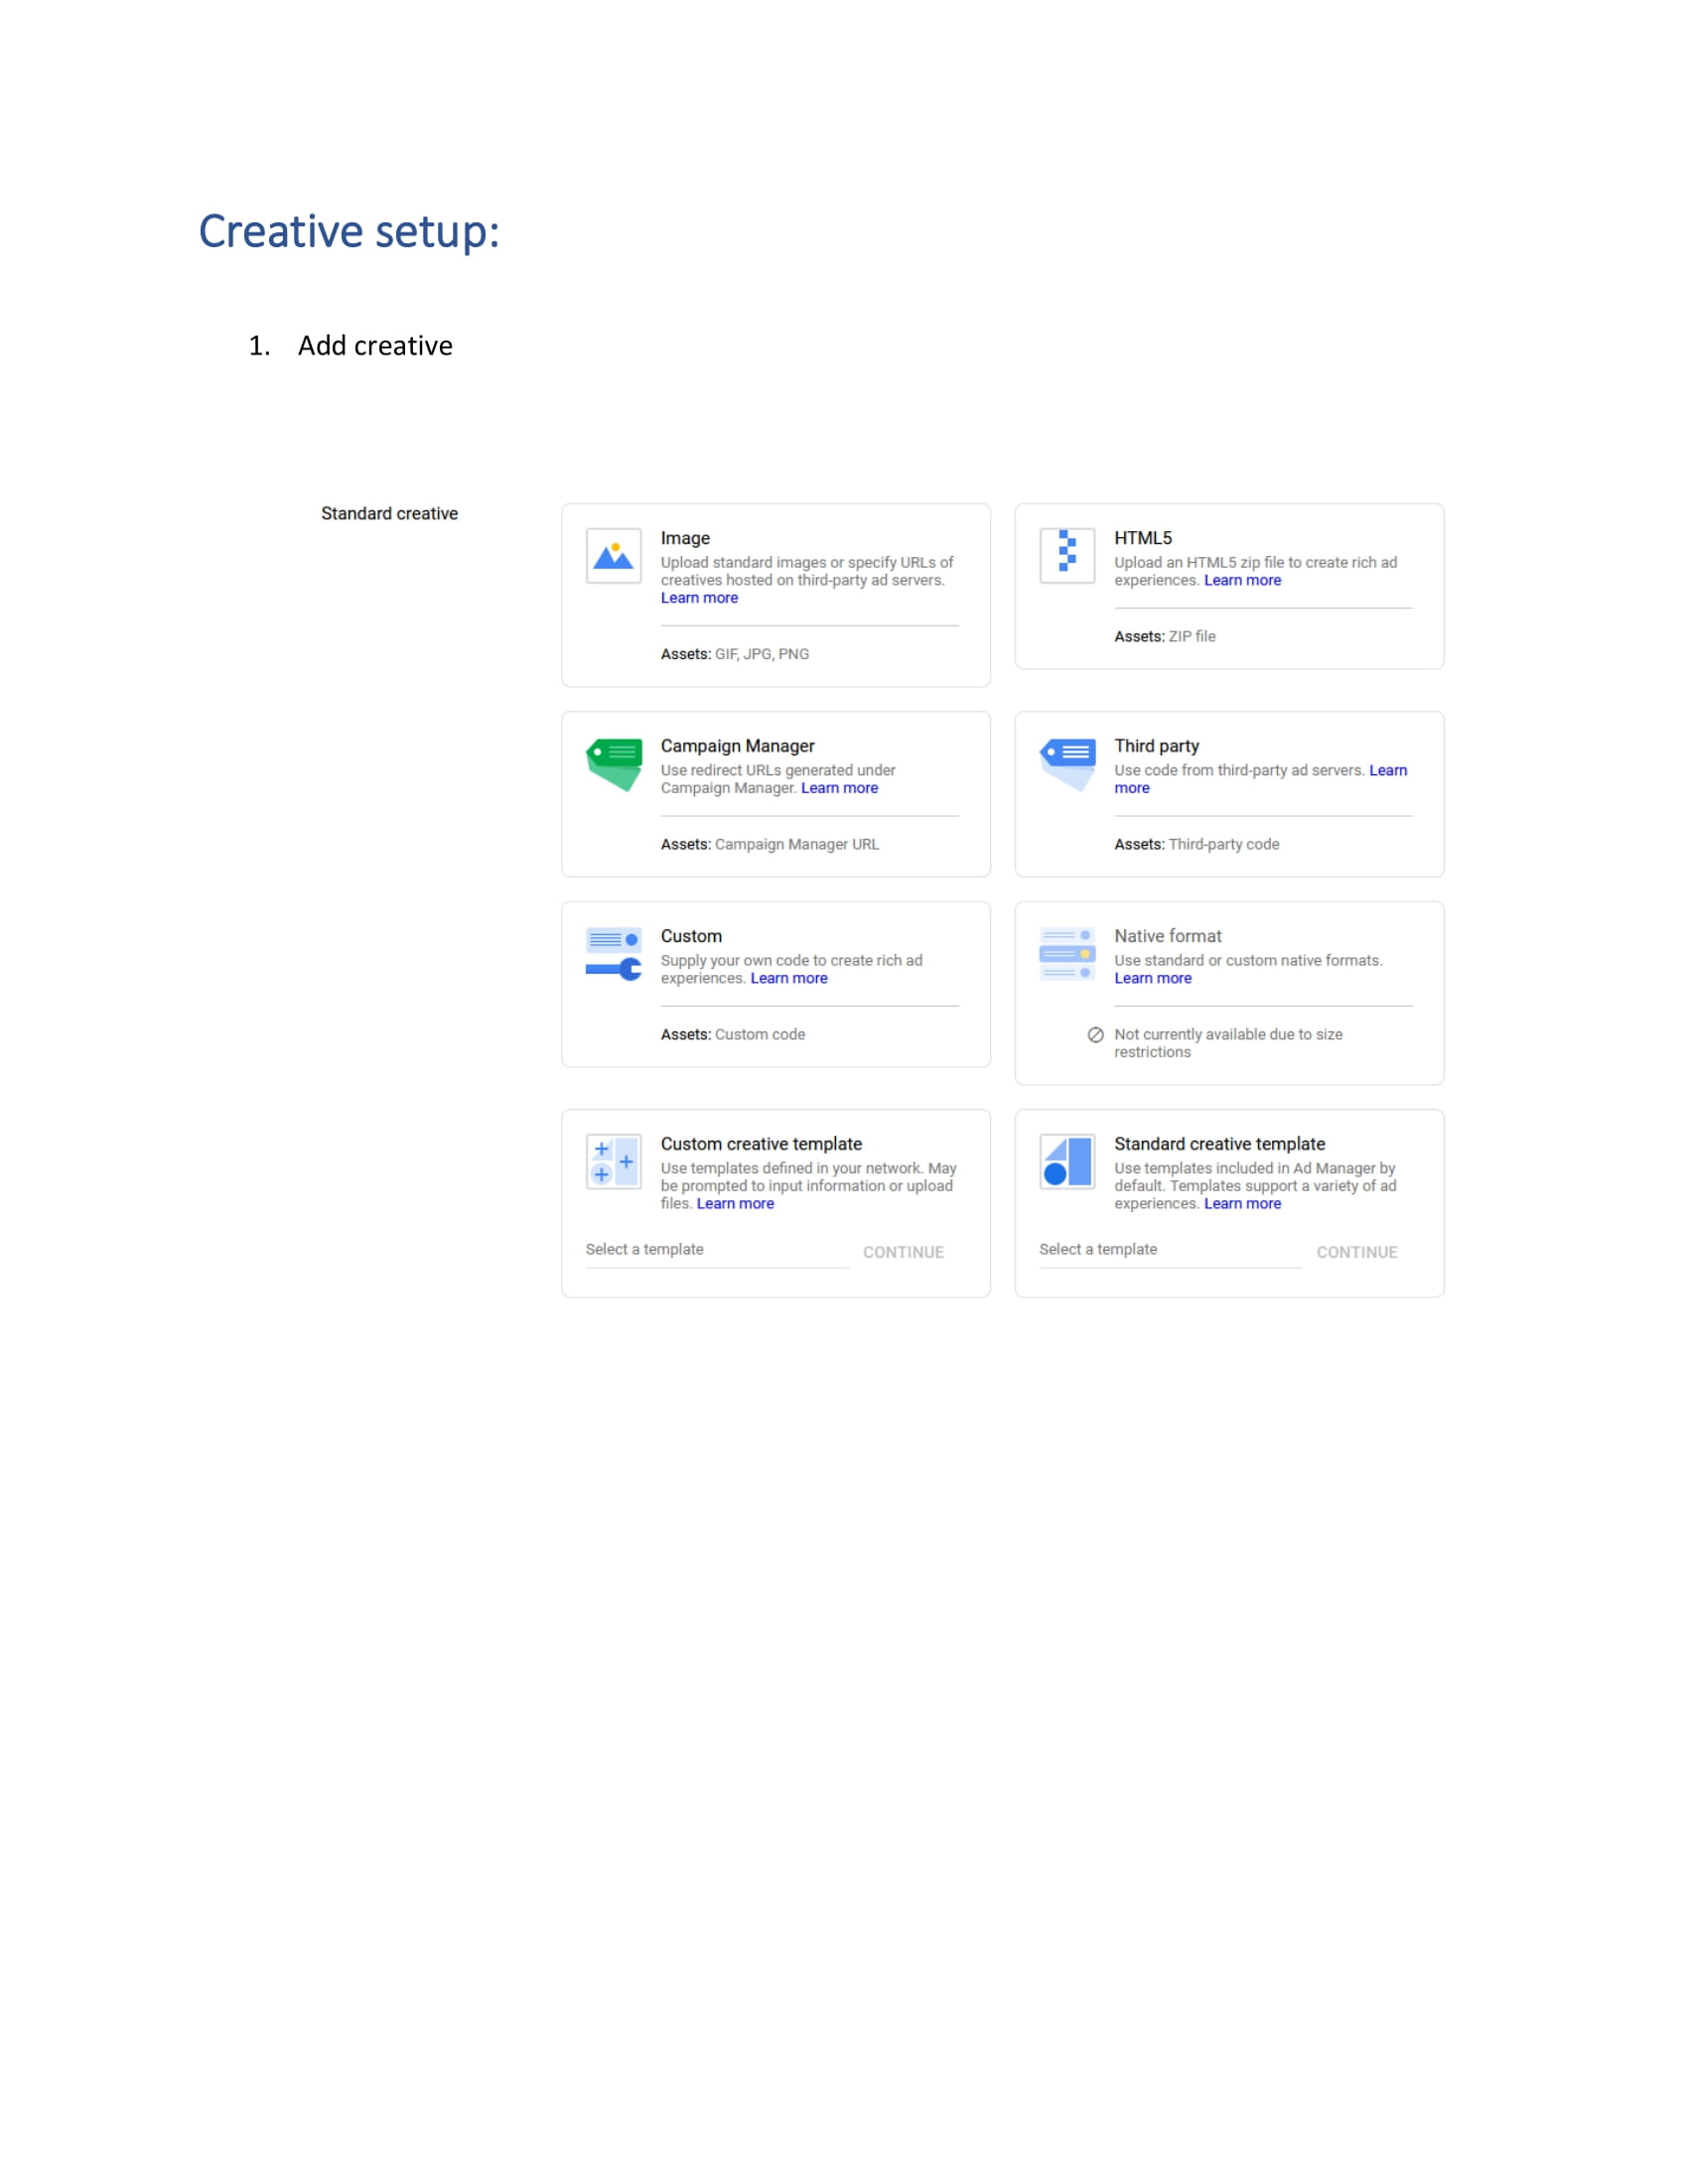 Creative setup:
1. Add creative
Standard creative
Image
Upload standard images or specify URLs of
creatives hosted on third-party ad servers.
Learn more
Assets: GIF, JPG, PNG
HTML5
Upload an HTML5 zip file to create rich ad
experiences. Learn more
Assets: ZIP file
Campaign Manager
Use redirect URLs generated under
Campaign Manager. Learn more
Assets: Campaign Manager URL
Third party
Use code from third-party ad servers. Learn
more
Assets: Third-party code
Custom
Supply your own code to create rich ad
experiences. Learn more
Assets: Custom code
Native format
Use standard or custom native formats.
Learn more
Not currently available due to size
restrictions
Custom creative template
Use templates defined in your network. May
be prompted to input information or upload
files. Learn more
Select a template CONTINUE
Standard creative template
Use templates included in Ad Manager by
default. Templates support a variety of ad
experiences. Learn more
Select a template CONTINUE